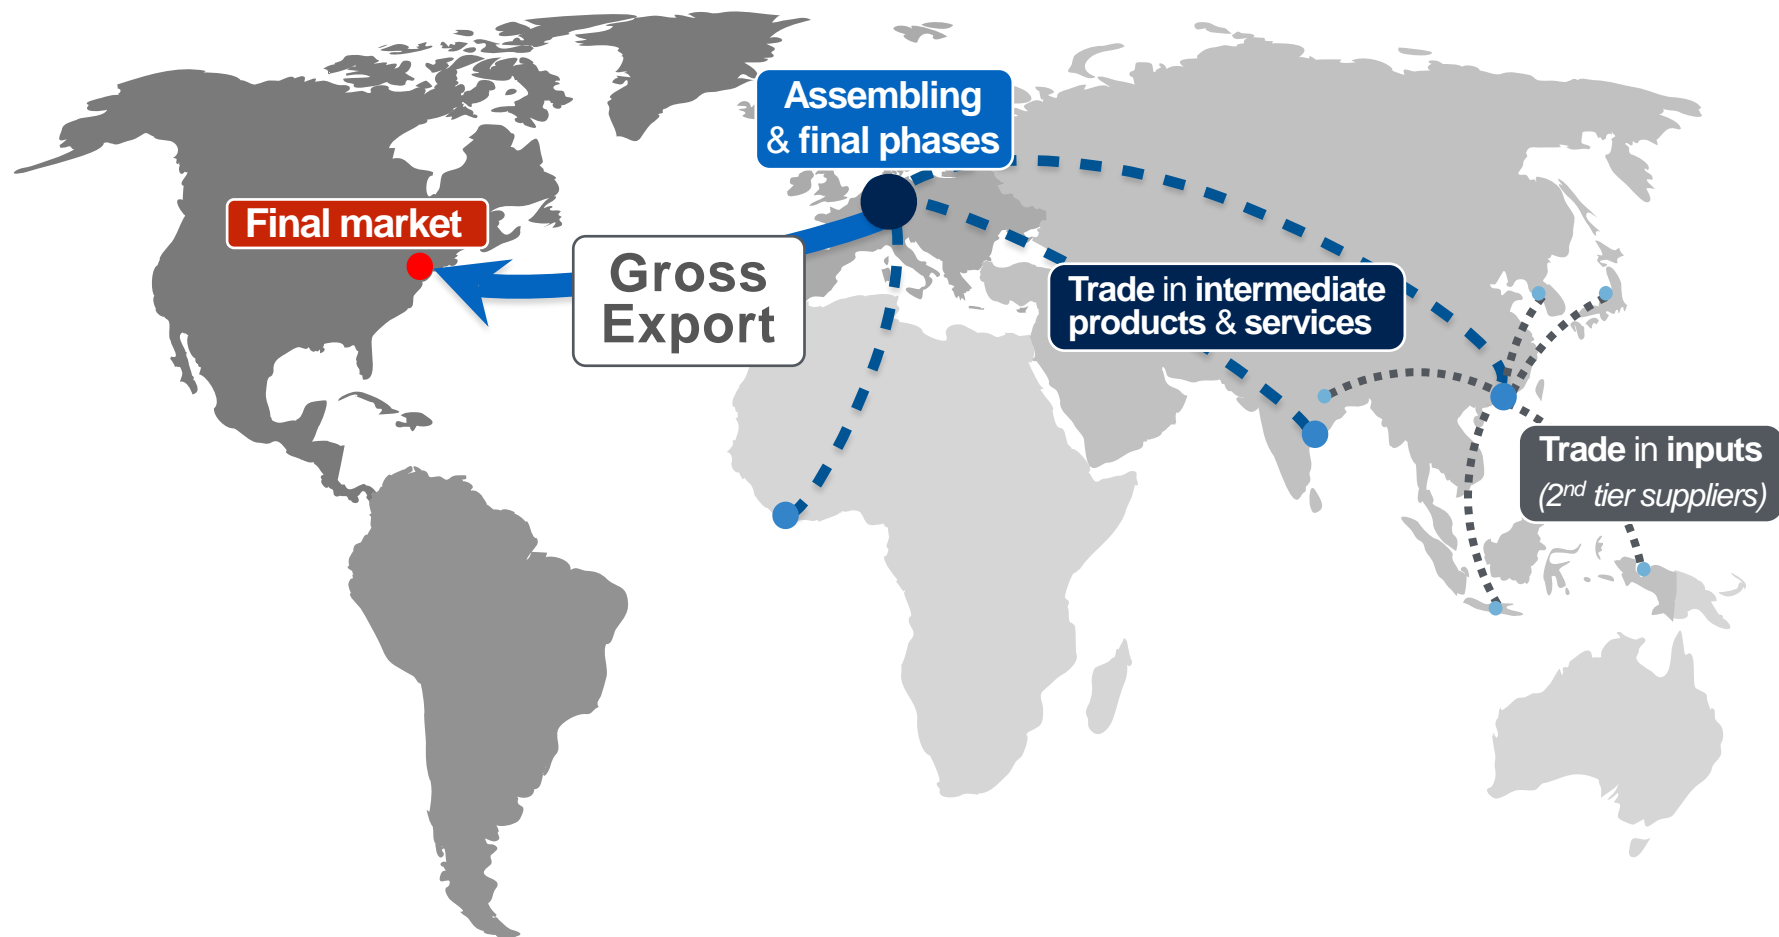 Assembling
& final phases
Final market
Gross
Export
Trade in intermediate
products & services
Trade in inputs
(2nd tier suppliers)